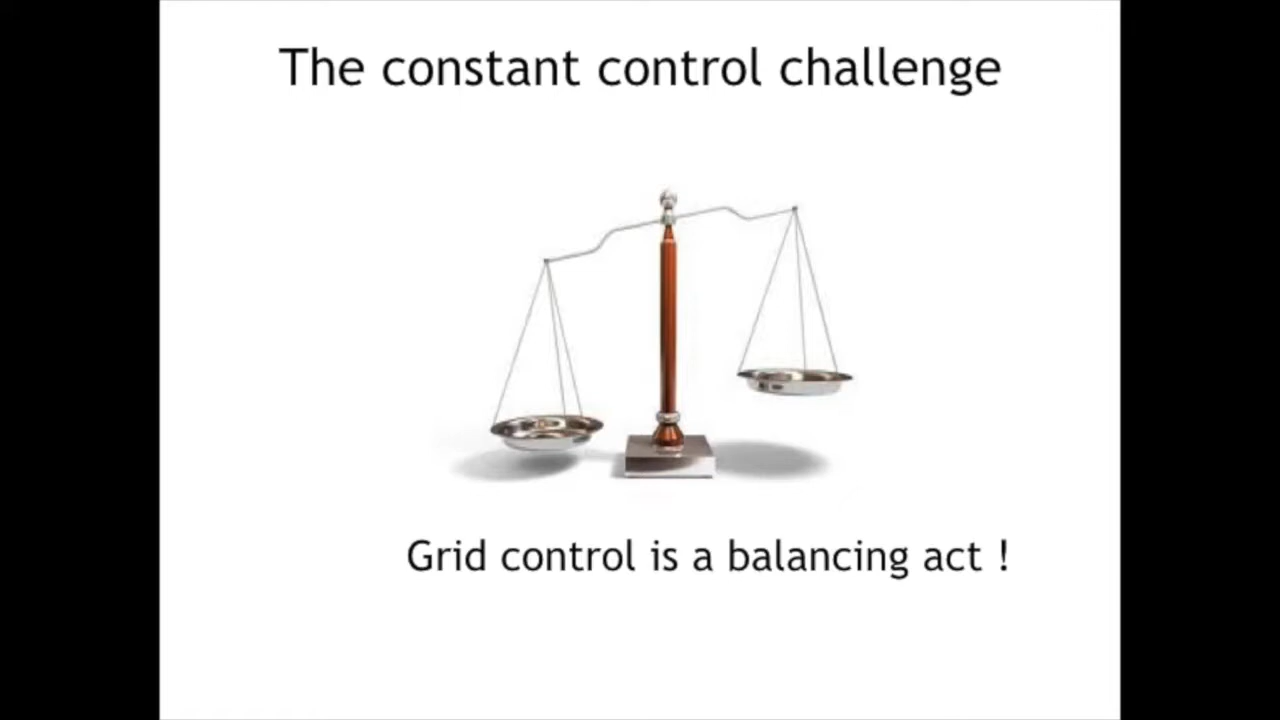 The constant control challenge
Grid control is a balancing act !